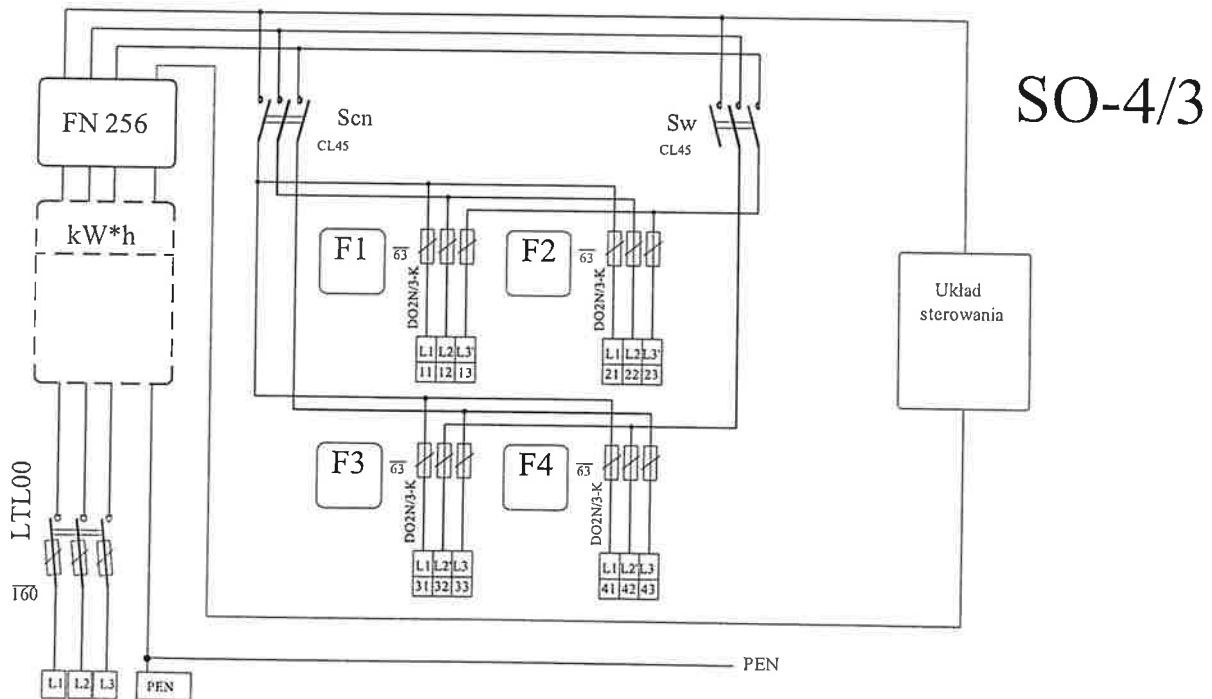 SO-4/3
FN 256
Scn
CL45
Sw
CL45
kW*h
F1
63
DO2N/3-K
F2
63
DO2N/3-K
Układ
sterowania
L1 L2 L3'
11 12 13
L1 L2 L3'
21 22 23
F3
63
DO2N/3-K
F4
63
DO2N/3-K
LTL00
160
L1 L2' L3
31 32 33
L1 L2' L3
41 42 43
L1 L2 L3 PEN
PEN